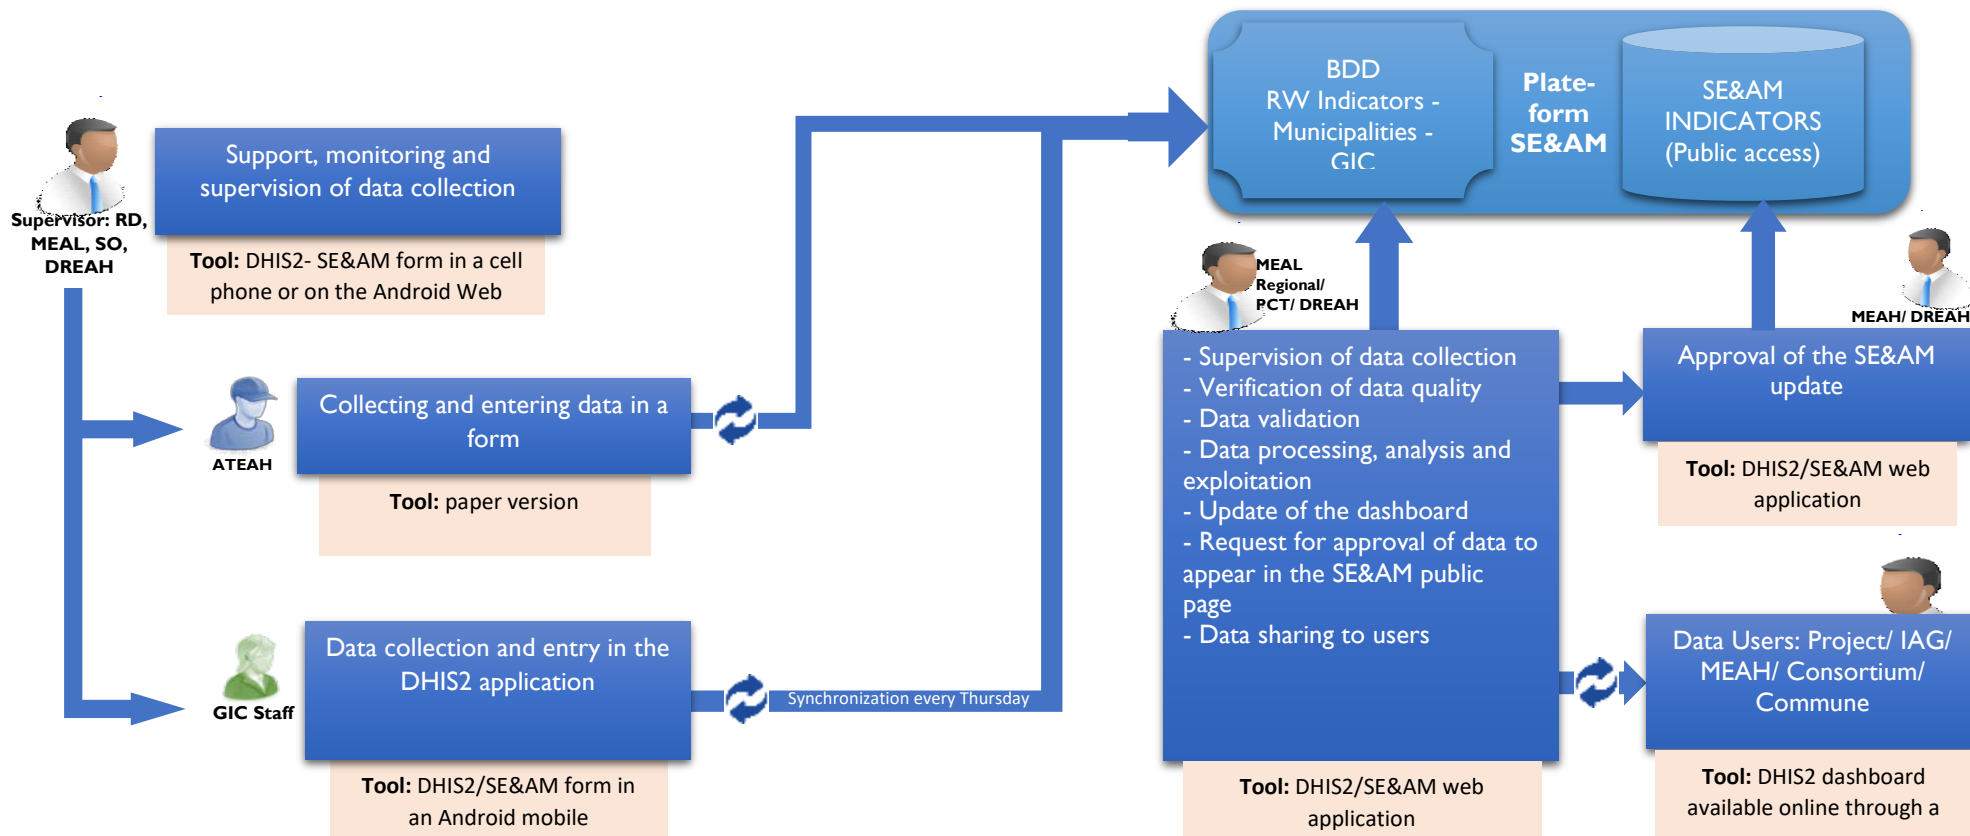 Support, monitoring and
supervision of data collection
Supervisor: RD,
MEAL, SO,
DREAH
Tool: DHIS2- SE&AM form in a cell
phone or on the Android Web
Collecting and entering data in a
form
ATEAH
Tool: paper version
Data collection and entry in the
DHIS2 application
GIC Staff
Synchronization every Thursday
Tool: DHIS2/SE&AM form in
an Android mobile
BDD
RW Indicators -
Municipalities -
GIC
Plate-
form
SE&AM
SE&AM
INDICATORS
(Public access)
MEAL
Regional/
PCT/ DREAH
- Supervision of data collection
- Verification of data quality
- Data validation
- Data processing, analysis and
exploitation
- Update of the dashboard
- Request for approval of data to
appear in the SE&AM public
page
- Data sharing to users
Tool: DHIS2/SE&AM web
application
MEAH/ DREAH
Approval of the SE&AM
update
Tool: DHIS2/SE&AM web
application
Data Users: Project/ IAG/
MEAH/ Consortium/
Commune
Tool: DHIS2 dashboard
available online through a